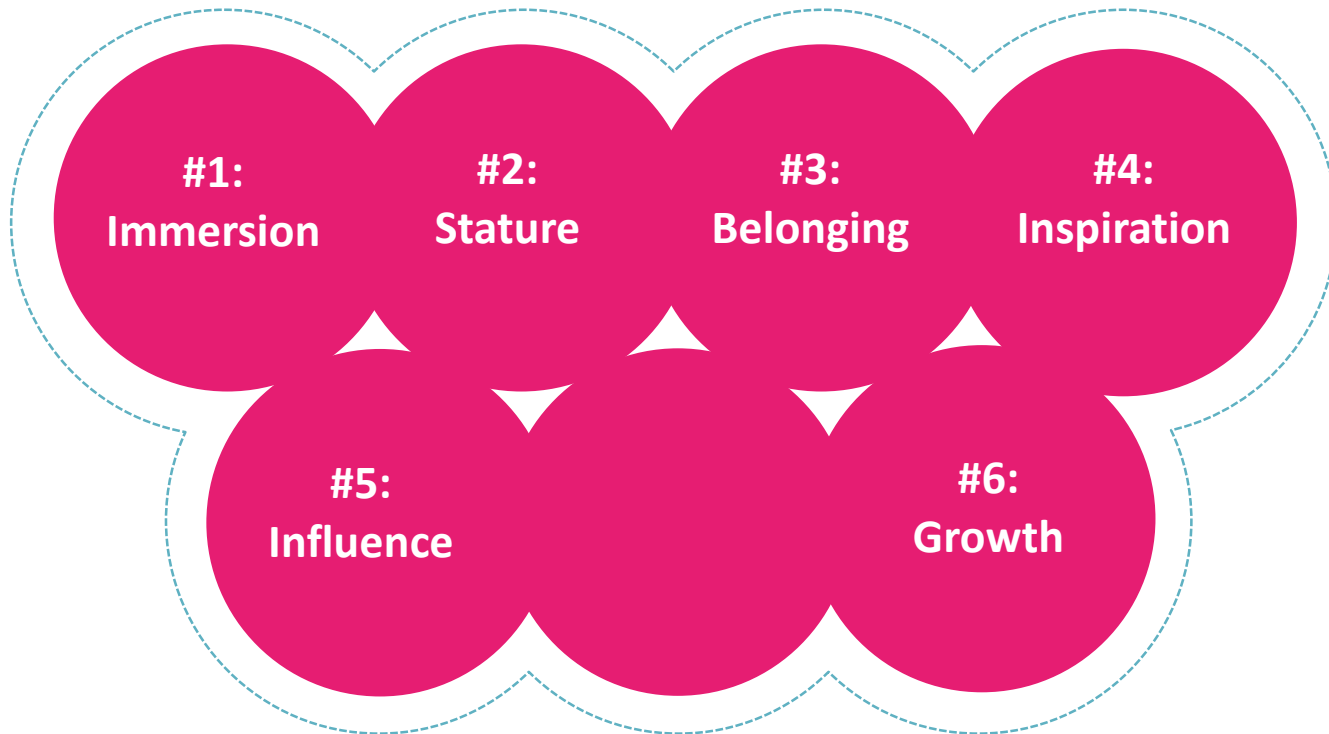 #1:
Immersion
#2:
Stature
#3:
Belonging
#4:
Inspiration
#5:
Influence
#6:
Growth